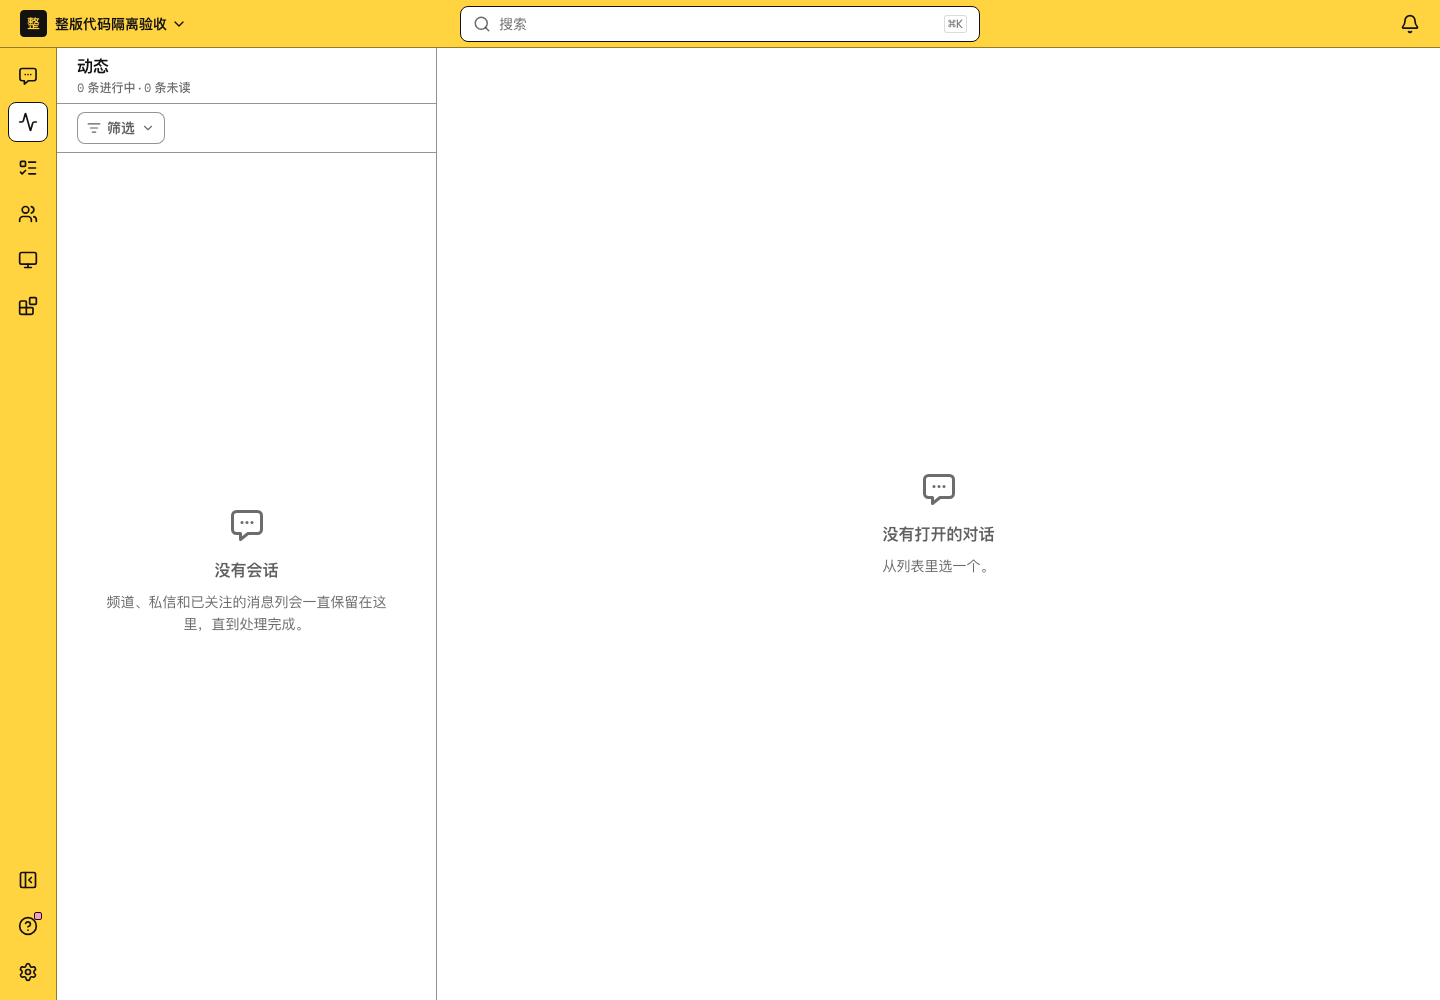 整 整版代码隔离验收
搜索 ⌘K
动态
0 条进行中 · 0 条未读
筛选
没有会话
频道、私信和已关注的消息列会一直保留在这
里，直到处理完成。
没有打开的对话
从列表里选一个。